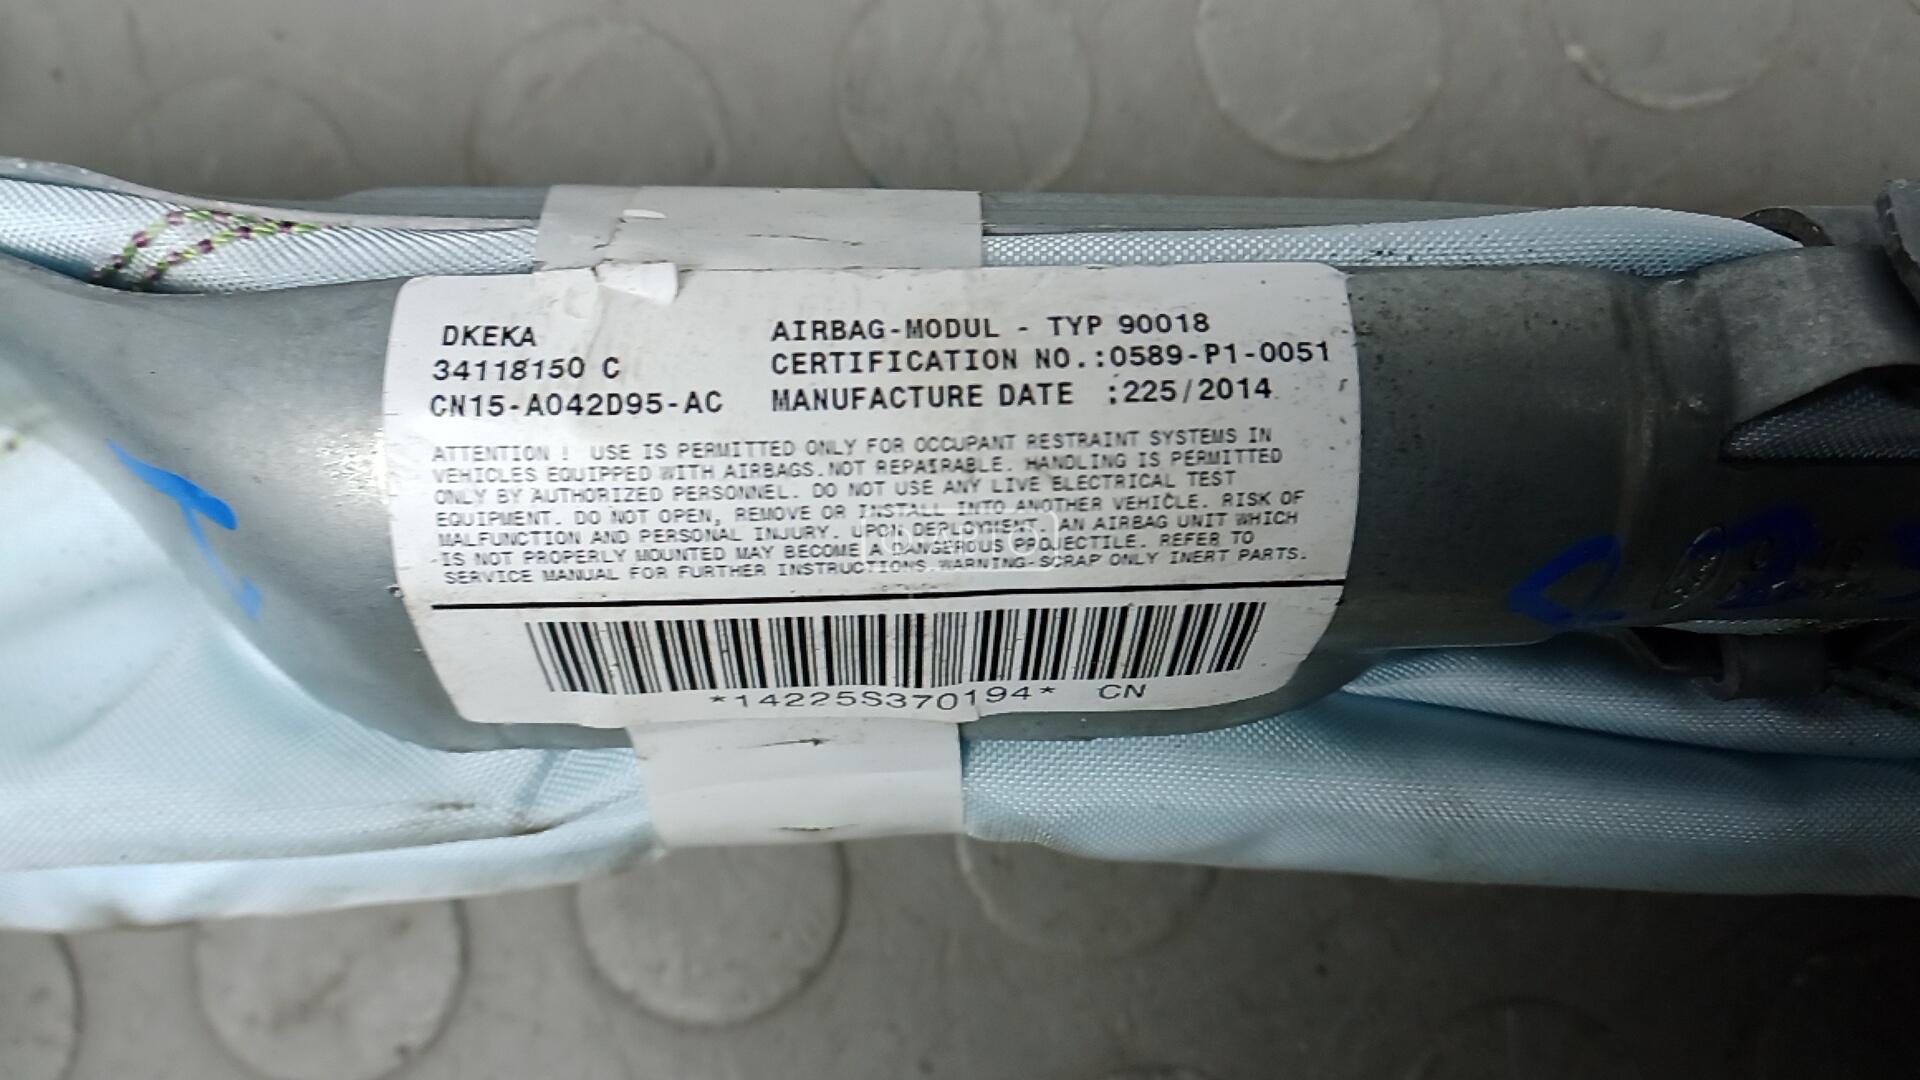 DKEKA
34118150 C
CN15-A042D95-AC
AIRBAG-MODUL - TYP 90018
CERTIFICATION NO.:0589-P1-0051
MANUFACTURE DATE :225/2014
ATTENTION ! USE IS PERMITTED ONLY FOR OCCUPANT RESTRAINT SYSTEMS IN
VEHICLES EQUIPPED WITH AIRBAGS. NOT REPAIRABLE. HANDLING IS PERMITTED
ONLY BY AUTHORIZED PERSONNEL. DO NOT USE ANY LIVE ELECTRICAL TEST
EQUIPMENT. DO NOT OPEN, REMOVE OR INSTALL INTO ANOTHER VEHICLE. RISK OF
MALFUNCTION AND PERSONAL INJURY. UPON DEPLOYMENT. AN AIRBAG UNIT WHICH
IS NOT PROPERLY MOUNTED MAY BECOME A DANGEROUS PROJECTILE. REFER TO
SERVICE MANUAL FOR FURTHER INSTRUCTIONS. WARNING-SCRAP ONLY INERT PARTS.
*14225S370194* CN